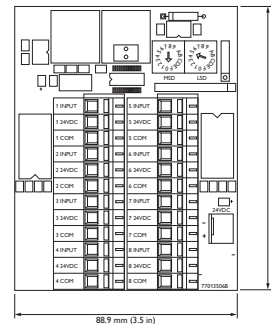 MSD LSD
1 INPUT 5 INPUT
1 24VDC 5 24VDC
1 COM 5 COM
2 INPUT 6 INPUT
2 24VDC 6 24VDC
2 COM 6 COM
3 INPUT 7 INPUT
3 24VDC 7 24VDC
3 COM 7 COM
4 INPUT 8 INPUT
4 24VDC 8 24VDC
4 COM 8 COM
24VDC
77013506B
88.9 mm (3.5 in)